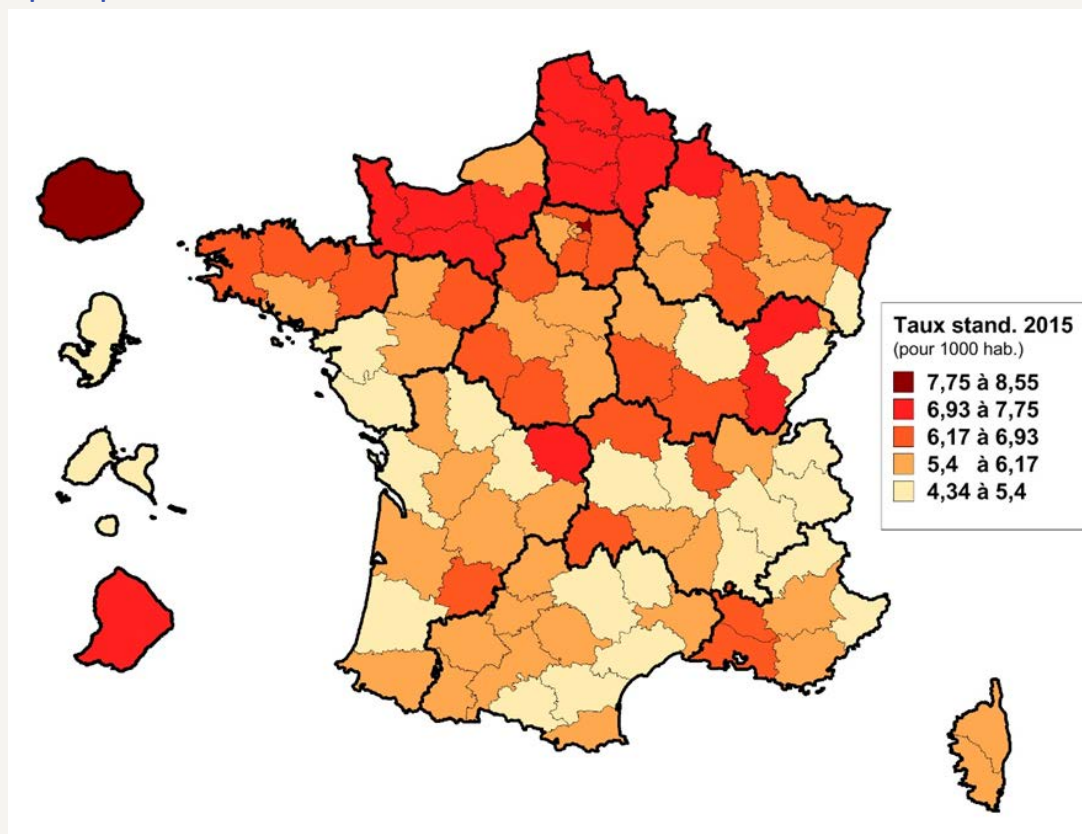 Taux stand. 2015
(pour 1000 hab.)
7,75 à 8,55
6,93 à 7,75
6,17 à 6,93
5,4 à 6,17
4,34 à 5,4